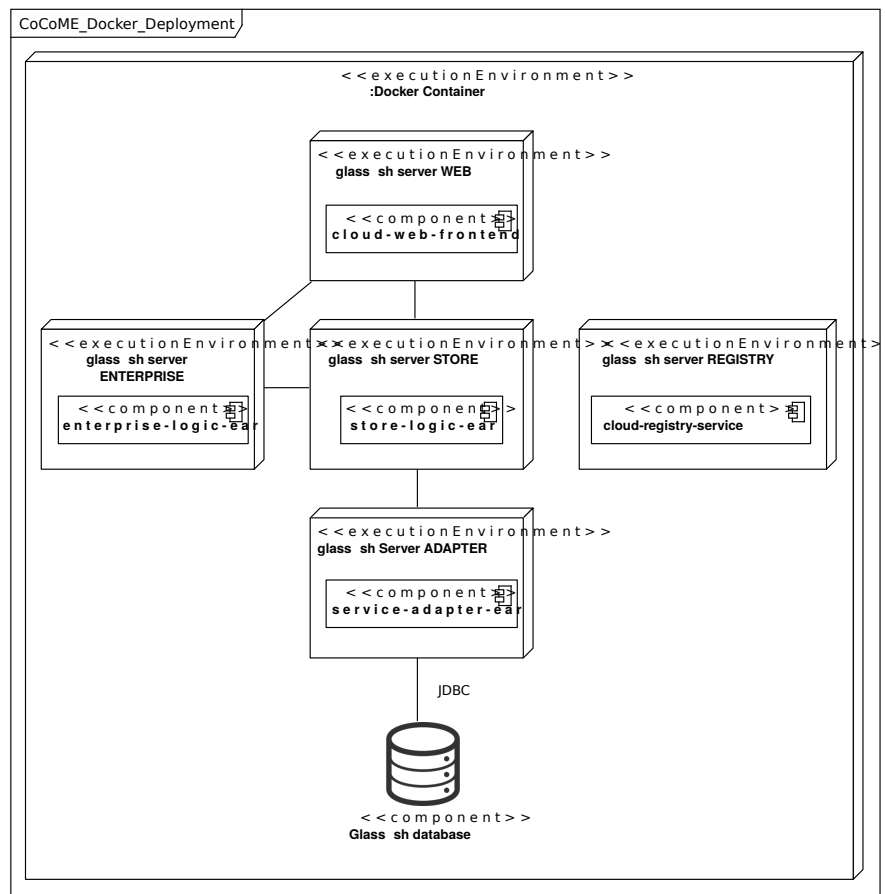 CoCoME_Docker_Deployment
<<executionEnvironment>>
:Docker Container
<<executionEnvironment>>
glass sh server WEB
<<component>>
cloud-web-frontend
<<executionEnvironment>>
glass sh server
ENTERPRISE
<<component>>
enterprise-logic-ear
<<executionEnvironment>>
glass sh server STORE
<<component>>
store-logic-ear
<<executionEnvironment>>
glass sh server REGISTRY
<<component>>
cloud-registry-service
<<executionEnvironment>>
glass sh Server ADAPTER
<<component>>
service-adapter-ear
JDBC
<<component>>
Glass sh database